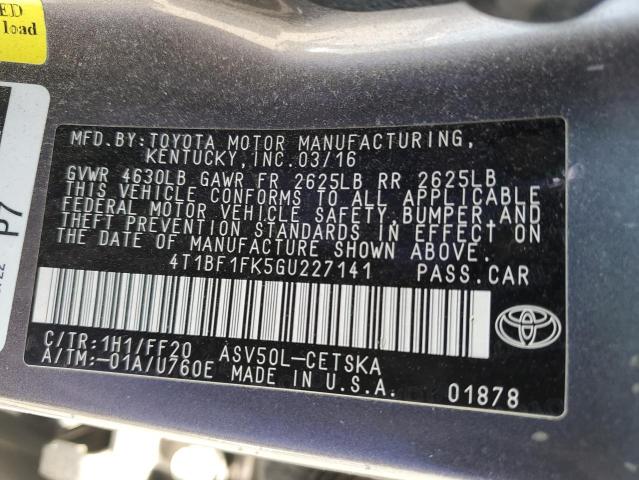 ED
load
P7
MFD.BY:TOYOTA MOTOR MANUFACTURING,
KENTUCKY, INC.03/16
GVWR 4630LB GAWR FR 2625LB RR 2625LB
THIS VEHICLE CONFORMS TO ALL APPLICABLE
FEDERAL MOTOR VEHICLE SAFETY,BUMPER,AND
THEFT PREVENTION STANDARDS IN EFFECT ON
THE DATE OF MANUFACTURE SHOWN ABOVE.
4T1BF1FK5GU227141 PASS.CAR
C/TR:1H1/FF20 ASV50L-CETSKA
A/TM:-01A/U760E MADE IN U.S.A. 01878